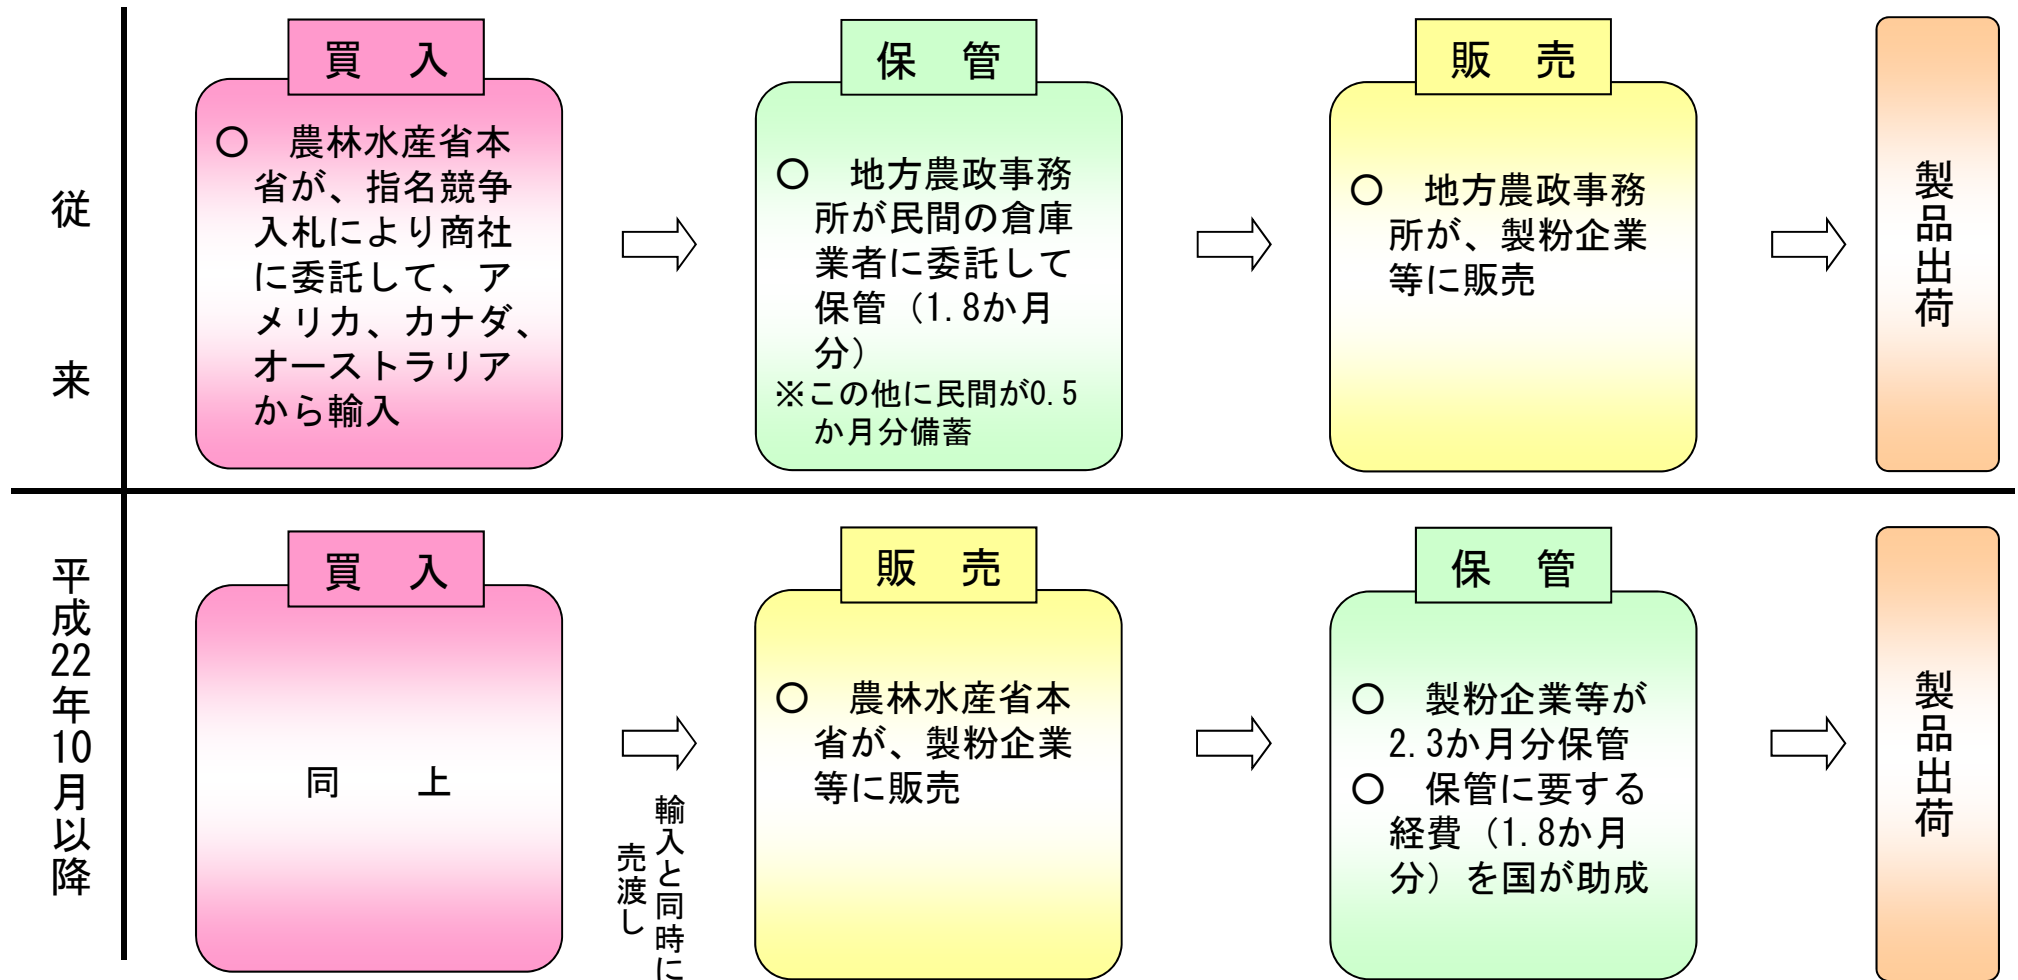 従来
買　入
○　農林水産省本
省が、指名競争
入札により商社
に委託して、ア
メリカ、カナダ、
オーストラリア
から輸入
保　管
○　地方農政事務
所が民間の倉庫
業者に委託して
保管（1.8か月
分）
※この他に民間が0.5
か月分備蓄
販　売
○　地方農政事務
所が、製粉企業
等に販売
製品出荷
平成22年10月以降
買　入
同　　上
輸入と同時に
売渡し
販　売
○　農林水産省本
省が、製粉企業
等に販売
保　管
○　製粉企業等が
2.3か月分保管
○　保管に要する
経費（1.8か月
分）を国が助成
製品出荷